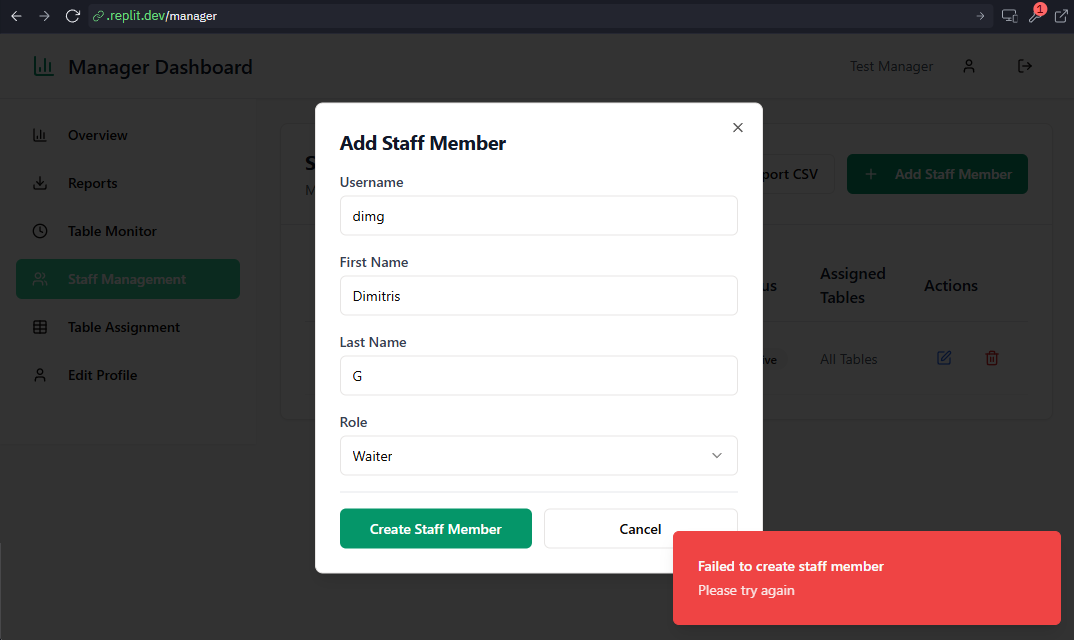 .replit.dev/manager
1
Manager Dashboard
Test Manager
Overview
Reports
Table Monitor
Staff Management
Table Assignment
Edit Profile
Add Staff Member
Username
dimg
First Name
Dimitris
Last Name
G
Role
Waiter
Create Staff Member
Cancel
port CSV
+ Add Staff Member
us
Assigned
Tables
Actions
ve
All Tables
Failed to create staff member
Please try again